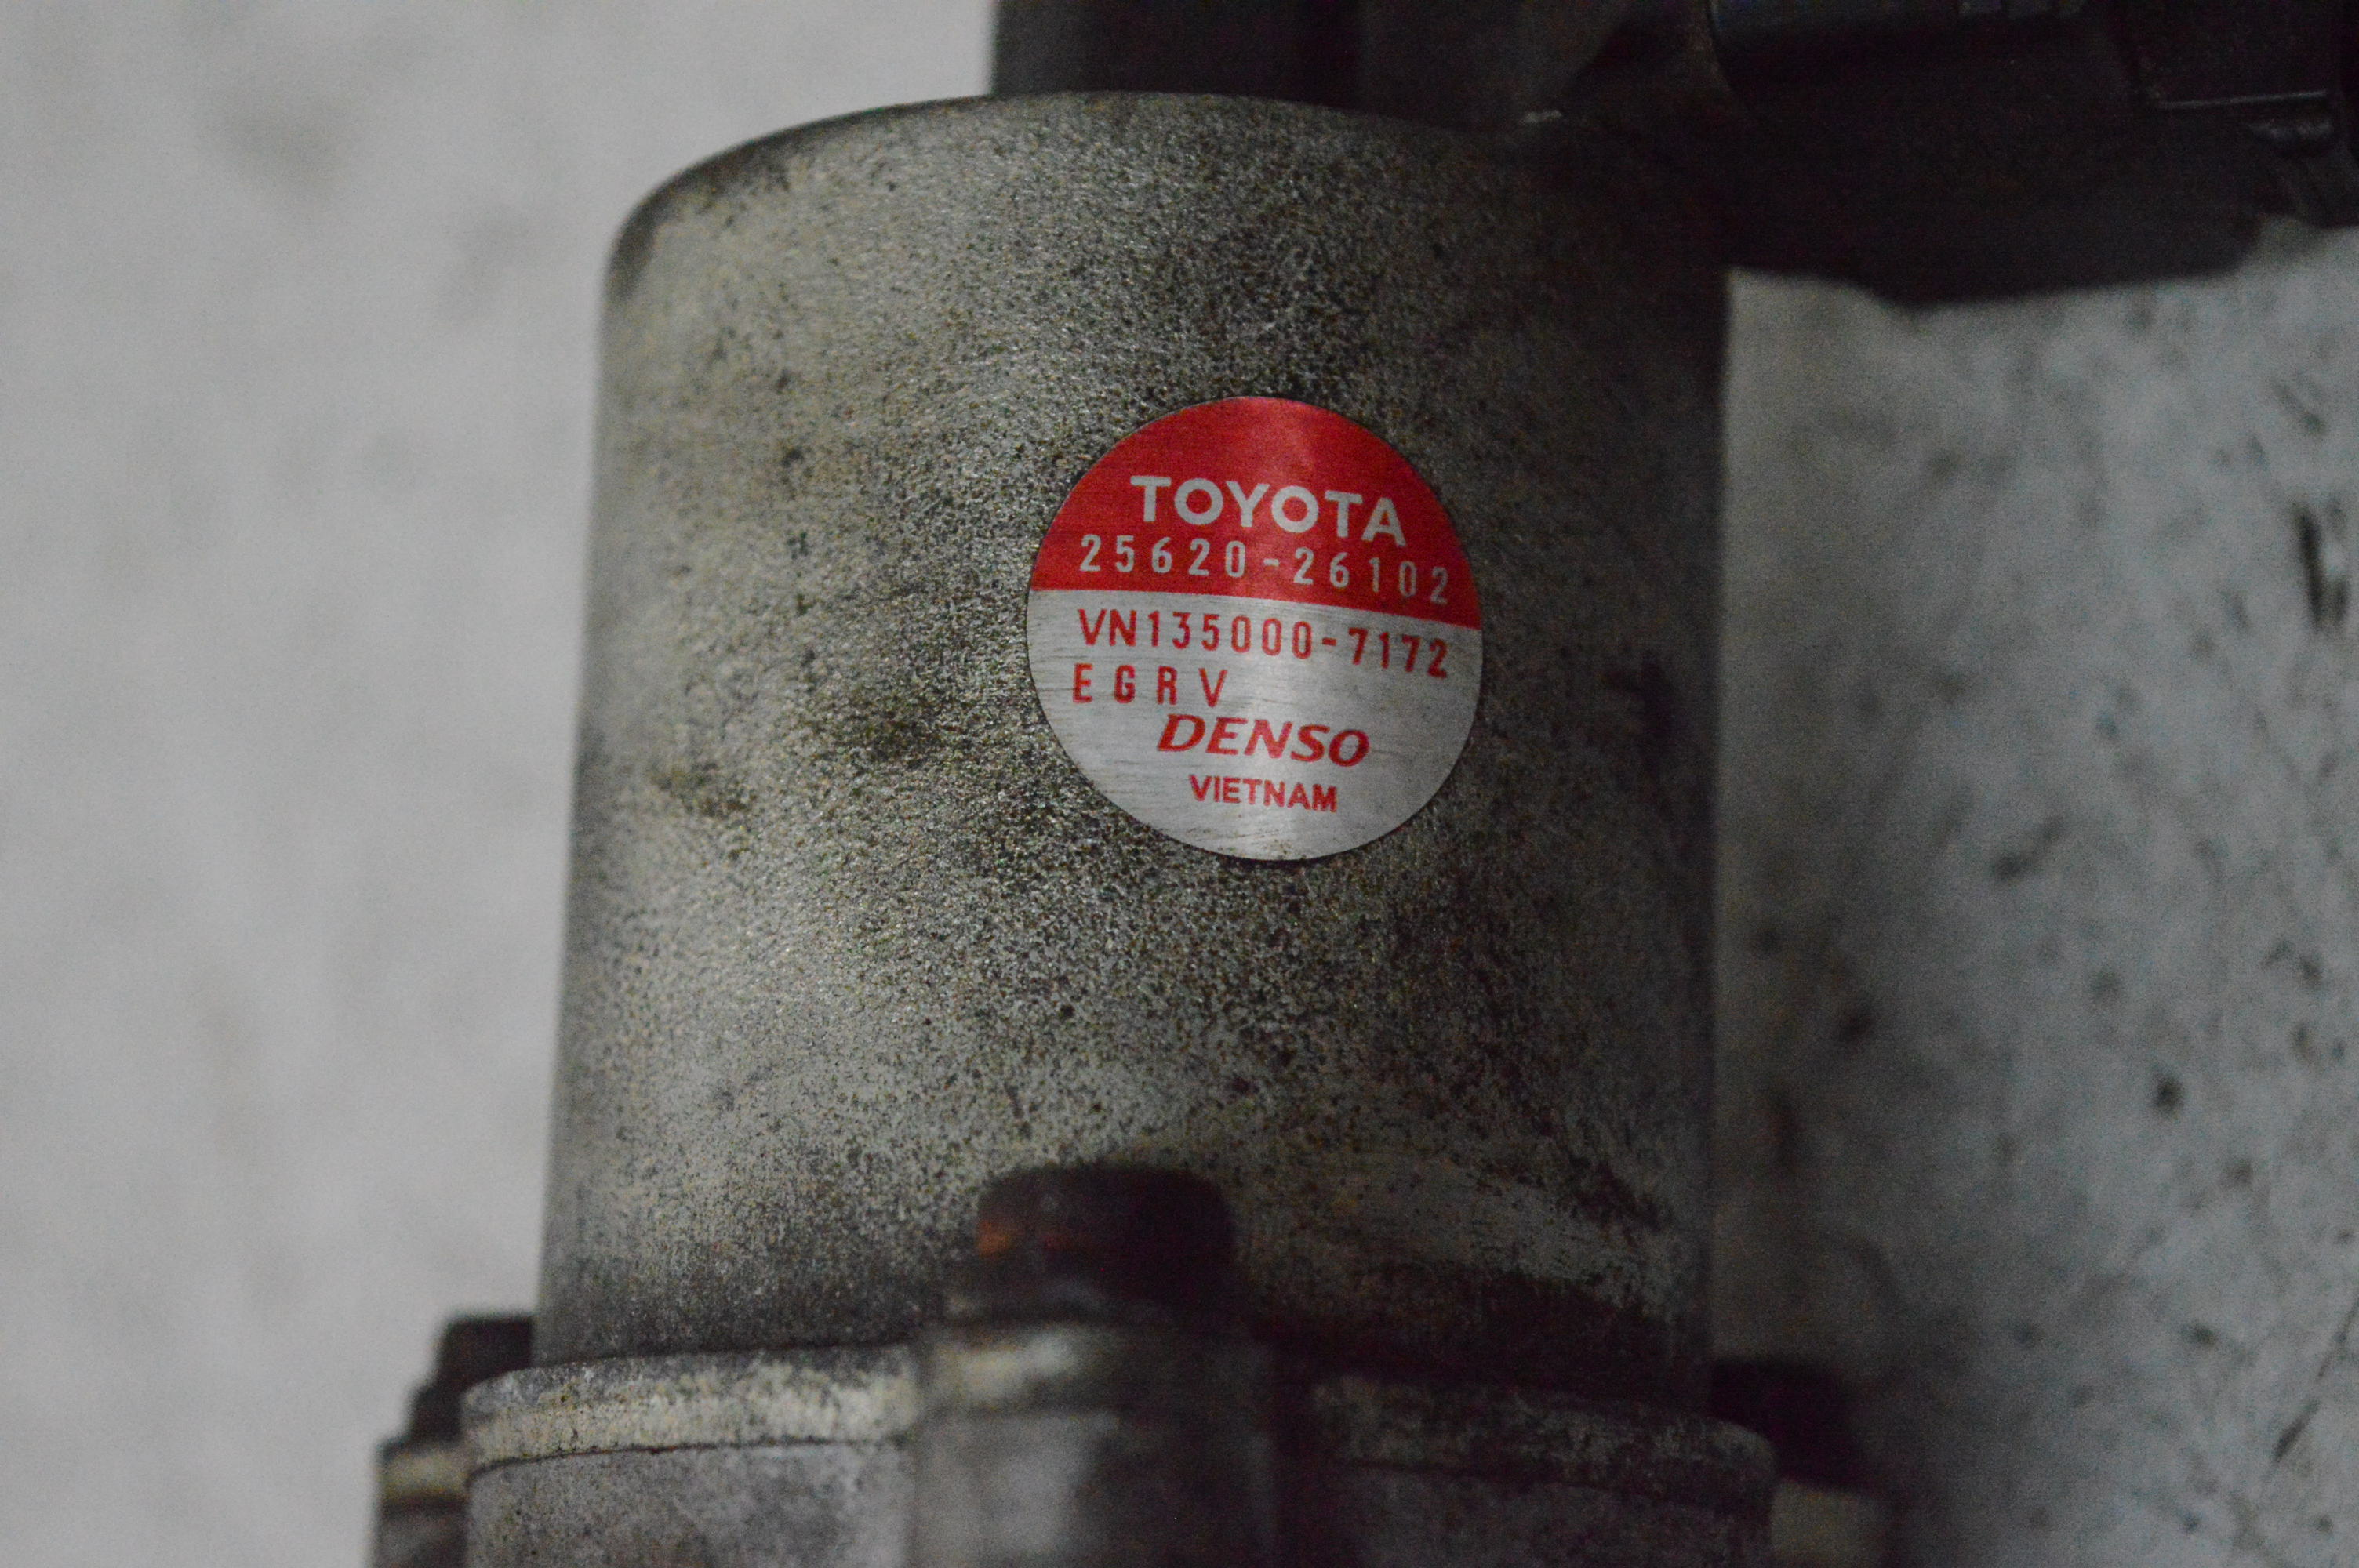 TOYOTA
25620-26102
VN135000-7172
EGRV
DENSO
VIETNAM